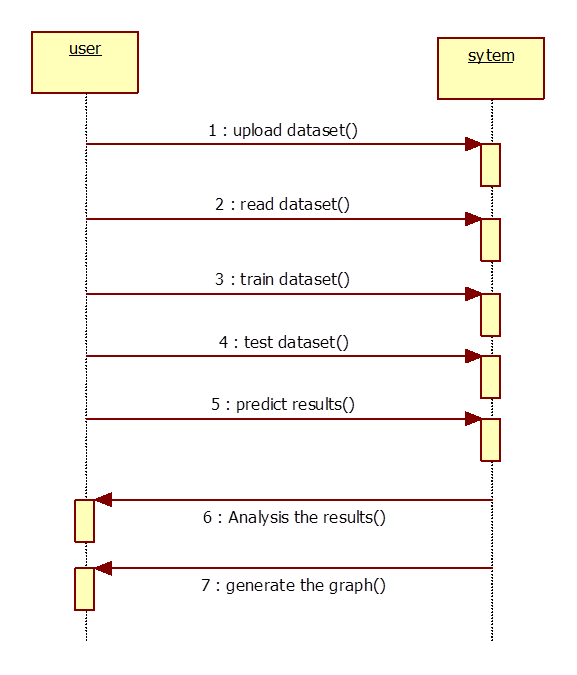 user
sytem
1 : upload dataset()
2 : read dataset()
3 : train dataset()
4 : test dataset()
5 : predict results()
6 : Analysis the results()
7 : generate the graph()